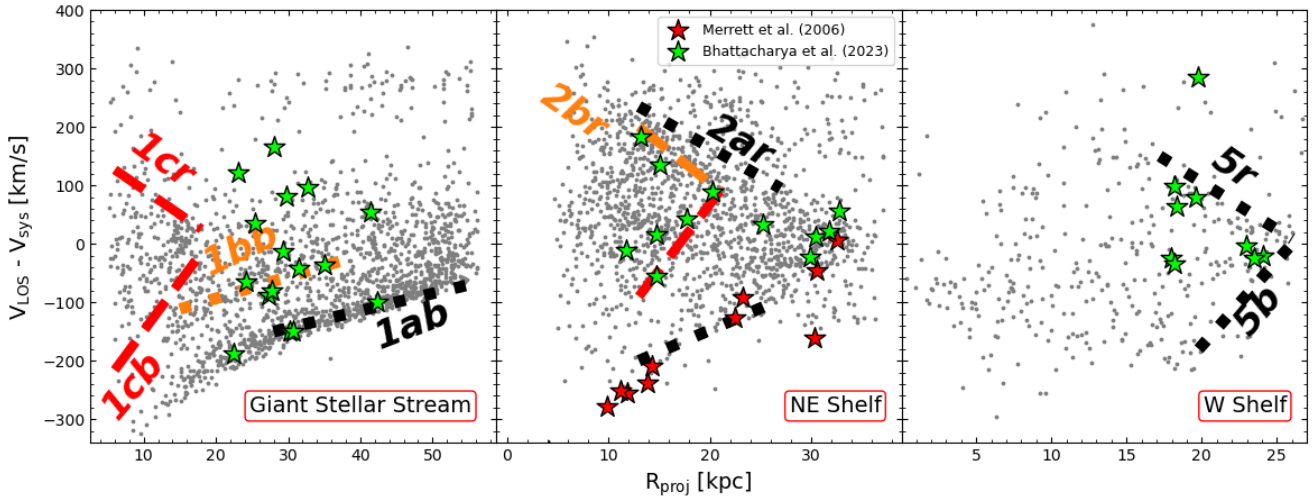 400
300
200
100
0
−100
−200
−300
V_LOS - V_sys [km/s]
1cr
1bb
1cb
1ab
Giant Stellar Stream
10 20 30 40 50
Merrett et al. (2006)
Bhattacharya et al. (2023)
2br
2ar
NE Shelf
0 10 20 30
5r
5b
W Shelf
5 10 15 20 25
R_proj [kpc]